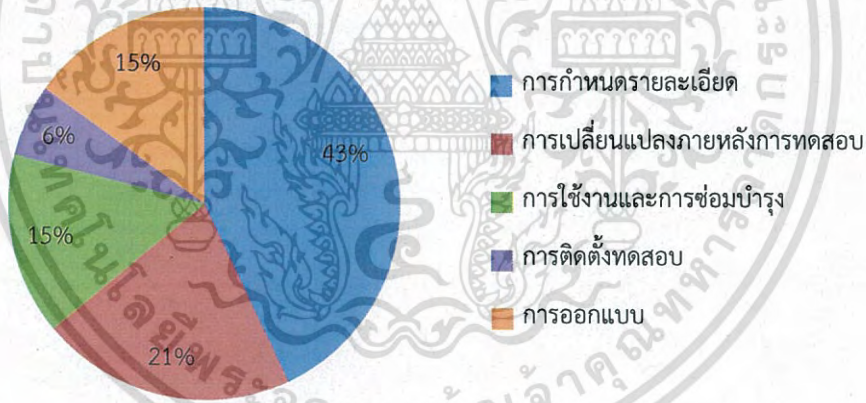 15%
6%
43%
15%
21%
การกำหนดรายละเอียด
การเปลี่ยนแปลงภายหลังการทดสอบ
การใช้งานและการซ่อมบำรุง
การติดตั้งทดสอบ
การออกแบบ